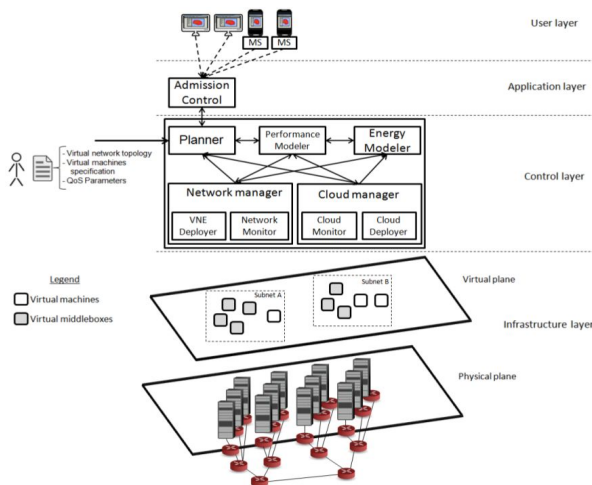 User layer
MS
MS
Application layer
Admission
Control
Planner
Performance
Modeler
Energy
Modeler
- Virtual network topology
- Virtual machines
specification
- QoS Parameters
Control layer
Network manager
Cloud manager
VNE
Deployer
Network
Monitor
Cloud
Monitor
Cloud
Deployer
Legend
Virtual machines
Virtual middleboxes
Subnet A
Subnet B
Virtual plane
Infrastructure layer
Physical plane